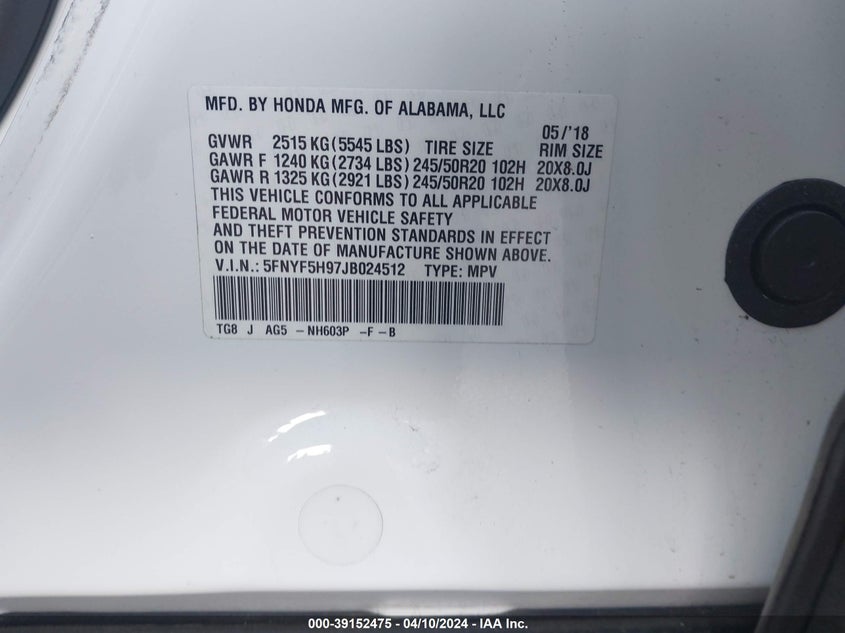 MFD. BY HONDA MFG. OF ALABAMA, LLC
05/'18
GVWR 2515 KG (5545 LBS) TIRE SIZE RIM SIZE
GAWR F 1240 KG (2734 LBS) 245/50R20 102H 20X8.0J
GAWR R 1325 KG (2921 LBS) 245/50R20 102H 20X8.0J
THIS VEHICLE CONFORMS TO ALL APPLICABLE
FEDERAL MOTOR VEHICLE SAFETY
AND THEFT PREVENTION STANDARDS IN EFFECT
ON THE DATE OF MANUFACTURE SHOWN ABOVE.
V.I.N.: 5FNYF5H97JB024512 TYPE: MPV
TG8 J AG5 -NH603P -F-B
000-39152475 - 04/10/2024 - IAA Inc.